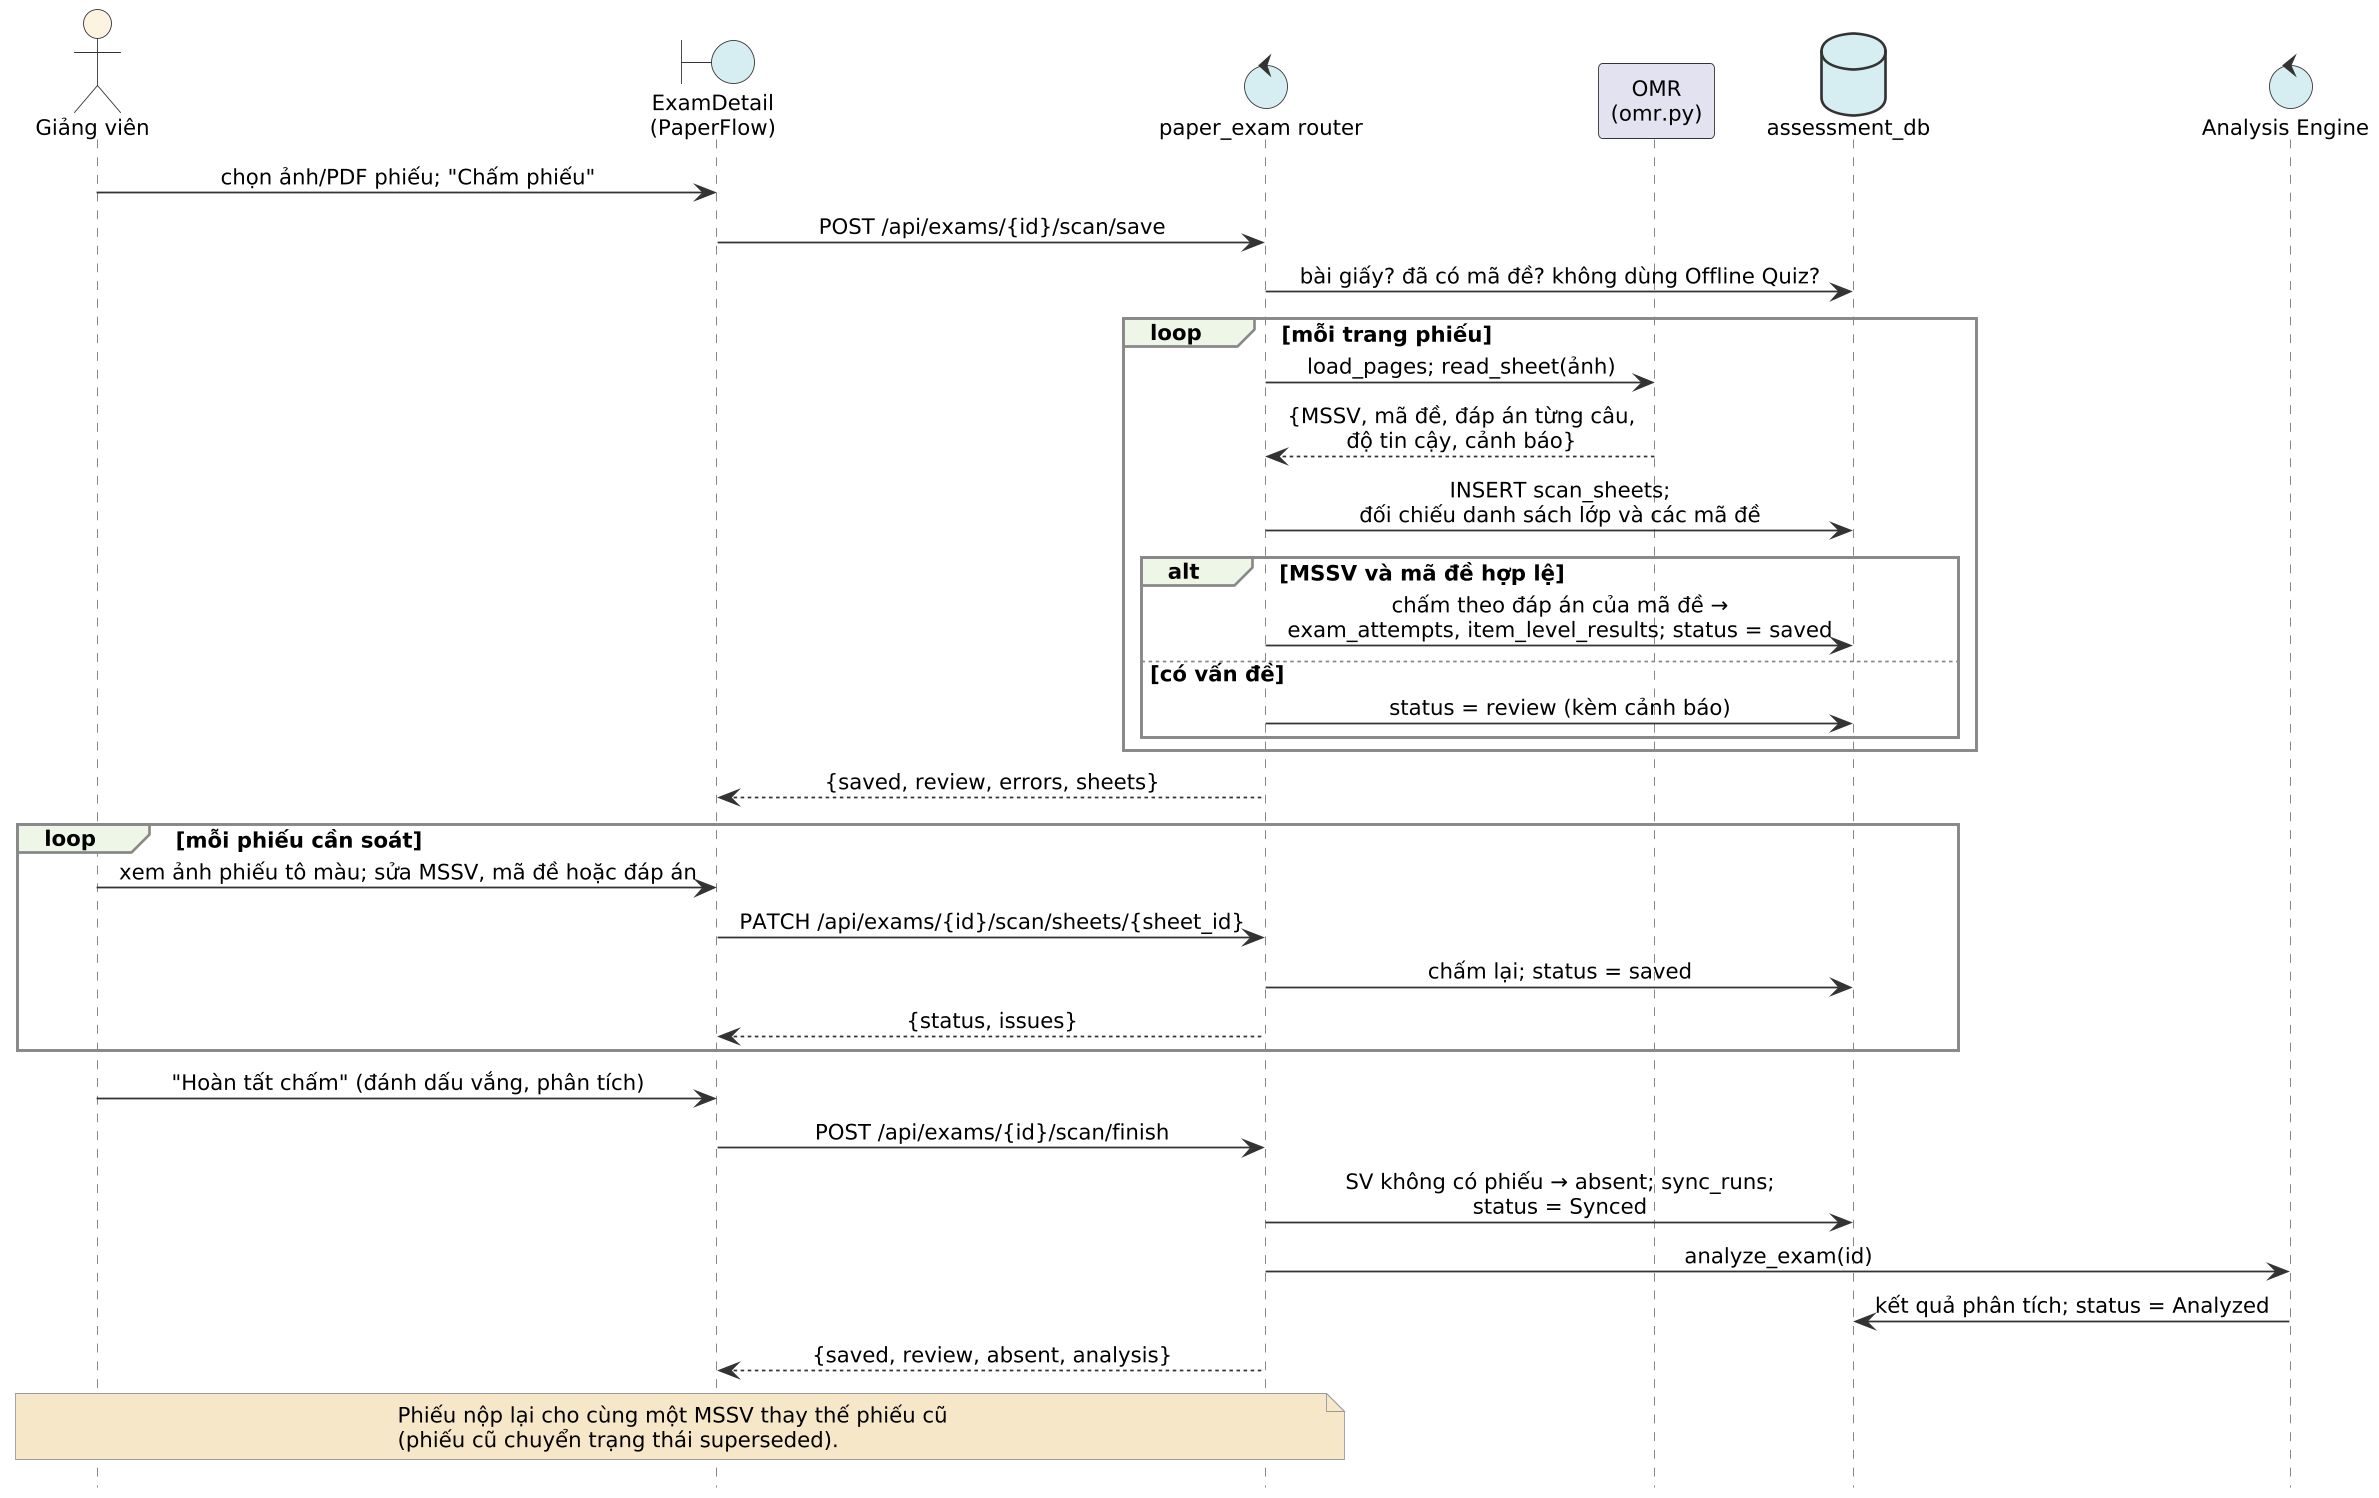 Giảng viên
ExamDetail
(PaperFlow)
paper_exam router
OMR
(omr.py)
assessment_db
Analysis Engine
chọn ảnh/PDF phiếu; "Chấm phiếu"
POST /api/exams/{id}/scan/save
bài giấy? đã có mã đề? không dùng Offline Quiz?
loop [mỗi trang phiếu]
load_pages; read_sheet(ảnh)
{MSSV, mã đề, đáp án từng câu,
độ tin cậy, cảnh báo}
INSERT scan_sheets;
đối chiếu danh sách lớp và các mã đề
alt [MSSV và mã đề hợp lệ]
chấm theo đáp án của mã đề →
exam_attempts, item_level_results; status = saved
[có vấn đề]
status = review (kèm cảnh báo)
{saved, review, errors, sheets}
loop [mỗi phiếu cần soát]
xem ảnh phiếu tô màu; sửa MSSV, mã đề hoặc đáp án
PATCH /api/exams/{id}/scan/sheets/{sheet_id}
chấm lại; status = saved
{status, issues}
"Hoàn tất chấm" (đánh dấu vắng, phân tích)
POST /api/exams/{id}/scan/finish
SV không có phiếu → absent; sync_runs;
status = Synced
analyze_exam(id)
kết quả phân tích; status = Analyzed
{saved, review, absent, analysis}
Phiếu nộp lại cho cùng một MSSV thay thế phiếu cũ
(phiếu cũ chuyển trạng thái superseded).